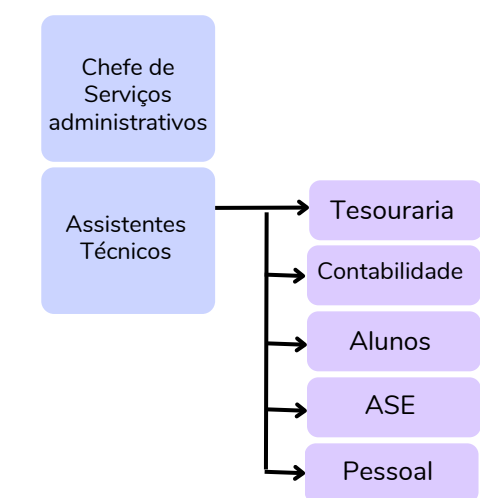 Chefe de
Serviços
administrativos
Assistentes
Técnicos
Tesouraria
Contabilidade
Alunos
ASE
Pessoal